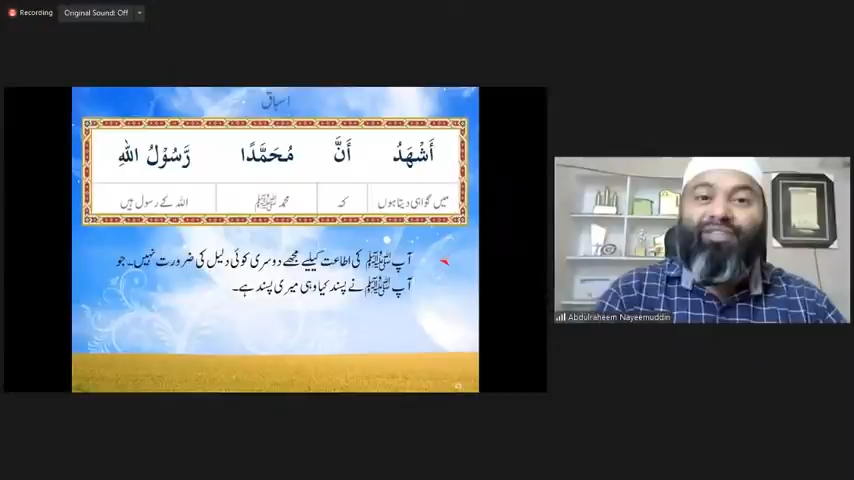 Recording
Original Sound: Off
اسباق
أَشْهَدُ أَنَّ مُحَمَّدًا رَّسُوْلُ اللهِ
میں گواہی دیتا ہوں کہ محمد ﷺ اللہ کے رسول ہیں
آپ ﷺ کی اطاعت کیلیے مجھے دوسری کوئی دلیل کی ضرورت نہیں۔ جو
آپ ﷺ نے پسند کیا وہی میری پسند ہے۔
Abdulraheem Nayeemuddin